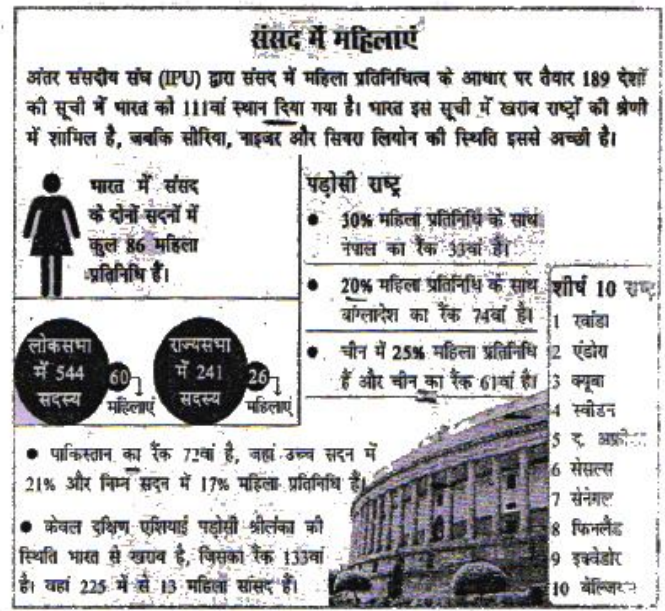 संसद में महिलाएं
अंतर संसदीय संघ (IPU) द्वारा संसद में महिला प्रतिनिधित्व के आधार पर तैयार 189 देशों
की सूची में भारत को 111वां स्थान दिया गया है। भारत इस सूची में खराब राष्ट्रों की श्रेणी
में शामिल है, जबकि सीरिया, नाइजर और सियरा लियोन की स्थिति इससे अच्छी है।
भारत में संसद
के दोनों सदनों में
कुल 86 महिला
प्रतिनिधि हैं।
लोकसभा
में 544
सदस्य
60
महिलाएं
राज्यसभा
में 241
सदस्य
26
महिलाएं
पड़ोसी राष्ट्र
• 30% महिला प्रतिनिधि के साथ
नेपाल का रैंक 33वां है।
• 20% महिला प्रतिनिधि के साथ
बांग्लादेश का रैंक 74वां है।
• चीन में 25% महिला प्रतिनिधि
हैं और चीन का रैंक 61वां है।
• पाकिस्तान का रैंक 72वां है, जहां उच्च सदन में
21% और निम्न सदन में 17% महिला प्रतिनिधि हैं।
• केवल दक्षिण एशियाई पड़ोसी श्रीलंका की
स्थिति भारत से खराब है, जिसका रैंक 133वां
है। वहां 225 में से 13 महिला सांसद हैं।
शीर्ष 10 राष्ट्र
1 रवांडा
2 एंडोरा
3 क्यूबा
4 स्वीडन
5 द.
6 सेसल्स
7 सेनेगल
8 फिनलैंड
9 इक्वेडोर
10